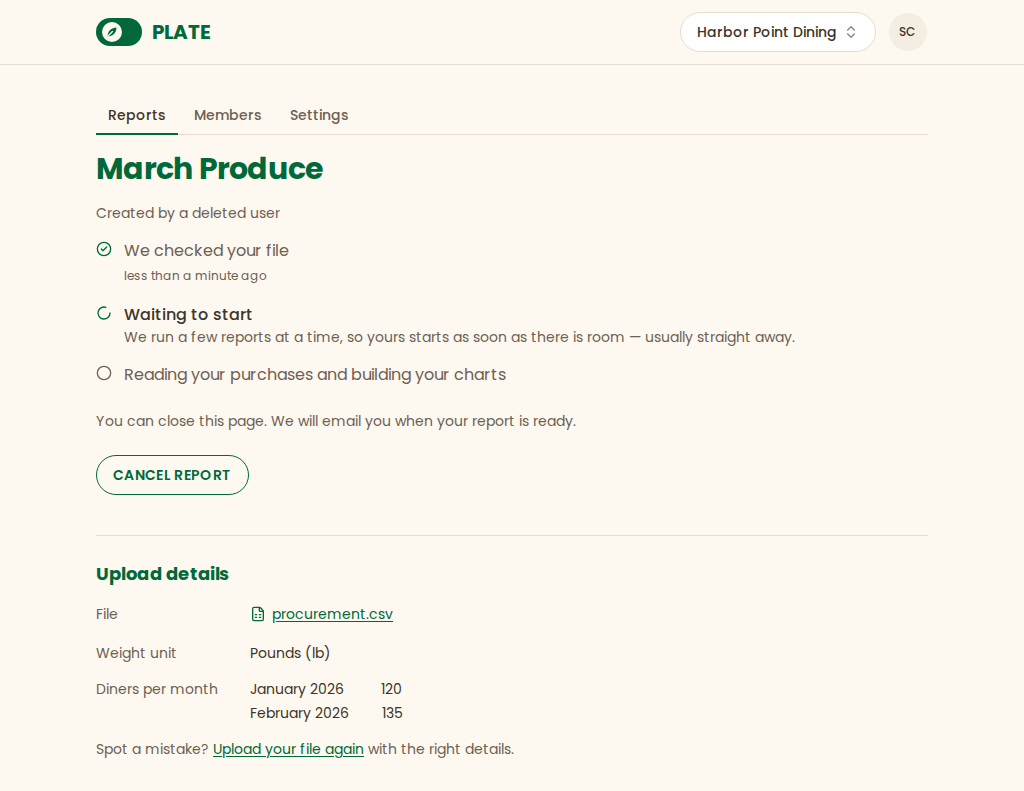 PLATE
Harbor Point Dining
SC
Reports Members Settings
March Produce
Created by a deleted user
We checked your file
less than a minute ago
Waiting to start
We run a few reports at a time, so yours starts as soon as there is room — usually straight away.
Reading your purchases and building your charts
You can close this page. We will email you when your report is ready.
CANCEL REPORT
Upload details
File procurement.csv
Weight unit Pounds (lb)
Diners per month January 2026 120
February 2026 135
Spot a mistake? Upload your file again with the right details.